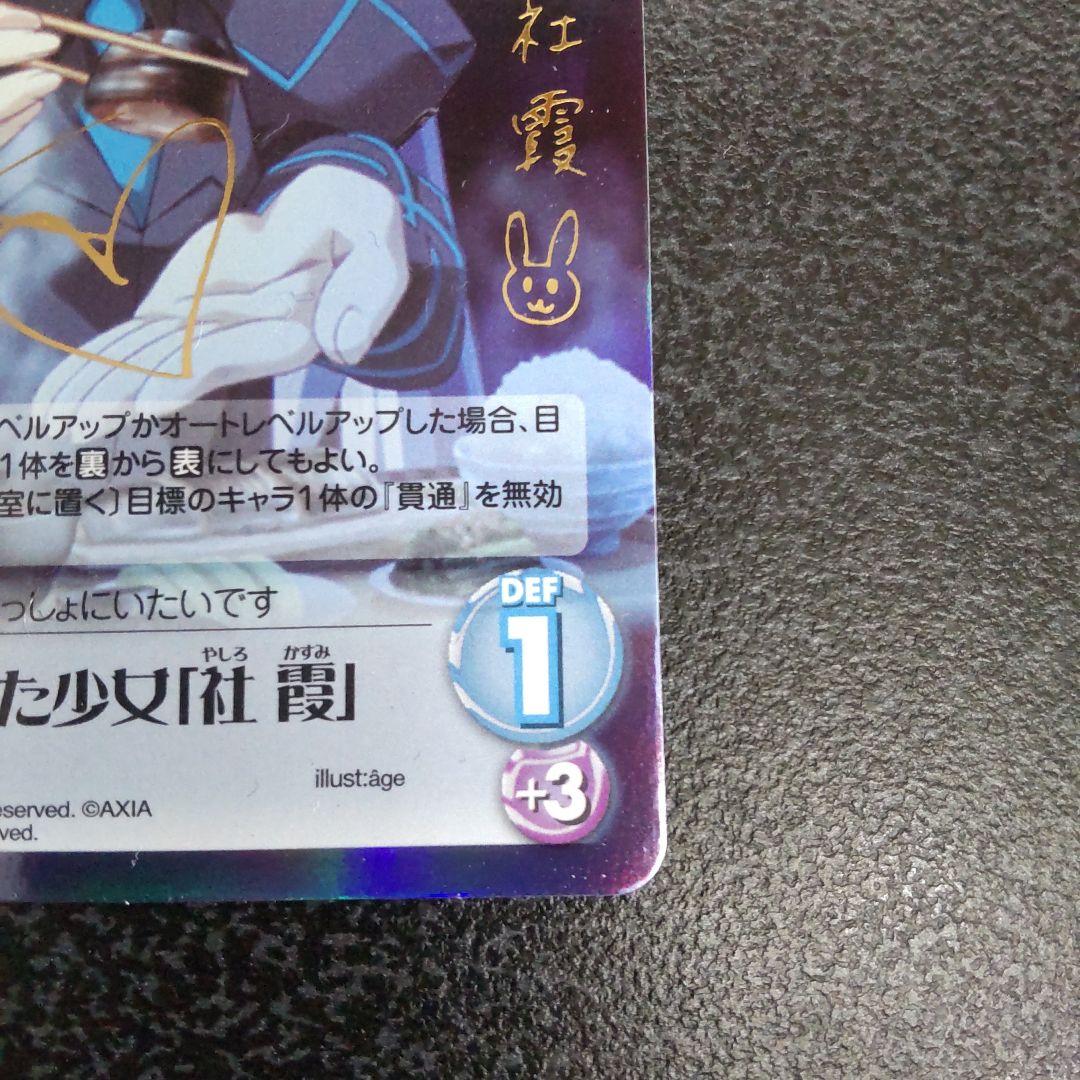 社
霞
ベルアップかオートレベルアップした場合、目
1体を裏から表にしてもよい。
室に置く〕目標のキャラ1体の『貫通』を無効
っしょにいたいです
DEF
1
やしろ かすみ
た少女「社 霞」
illust:âge
+3
eserved. ©AXIA
ved.